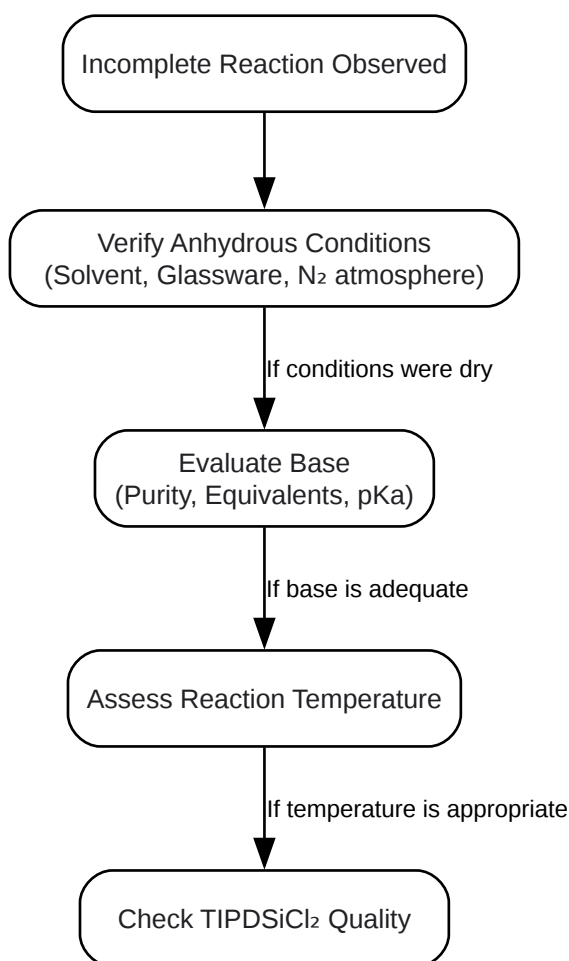 Incomplete Reaction Observed
Verify Anhydrous Conditions
(Solvent, Glassware, N₂ atmosphere)
If conditions were dry
Evaluate Base
(Purity, Equivalents, pKa)
If base is adequate
Assess Reaction Temperature
If temperature is appropriate
Check TIPDSiCl₂ Quality